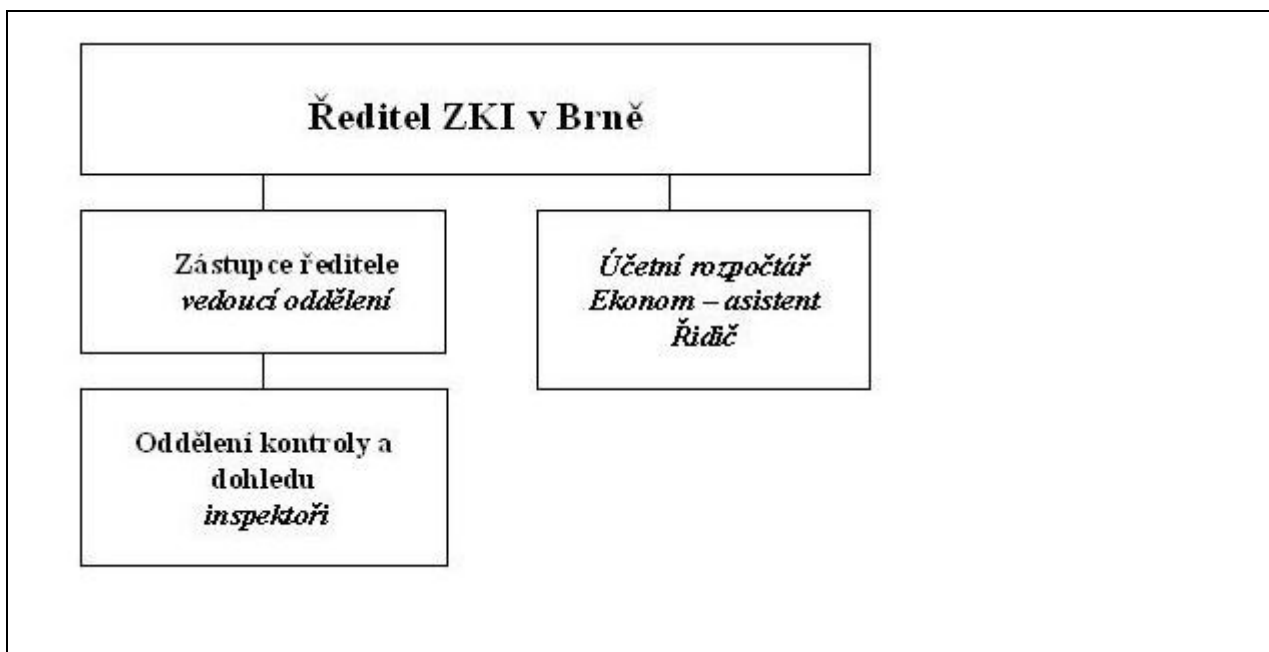 Ředitel ZKI v Brně
Zástupce ředitele
vedoucí oddělení
Účetní rozpočtář
Ekonom – asistent
Řidič
Oddělení kontroly a
dohledu
inspektoři